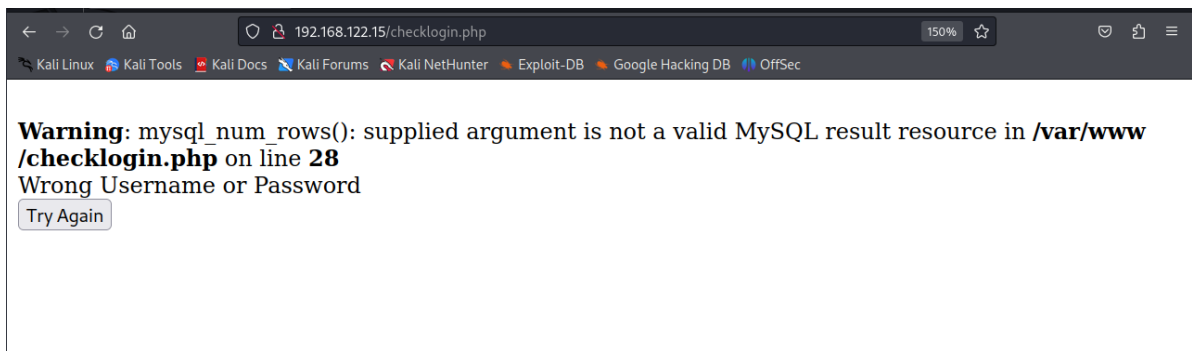 192.168.122.15/checklogin.php 150%
Kali Linux Kali Tools Kali Docs Kali Forums Kali NetHunter Exploit-DB Google Hacking DB OffSec
Warning: mysql_num_rows(): supplied argument is not a valid MySQL result resource in /var/www
/checklogin.php on line 28
Wrong Username or Password
Try Again